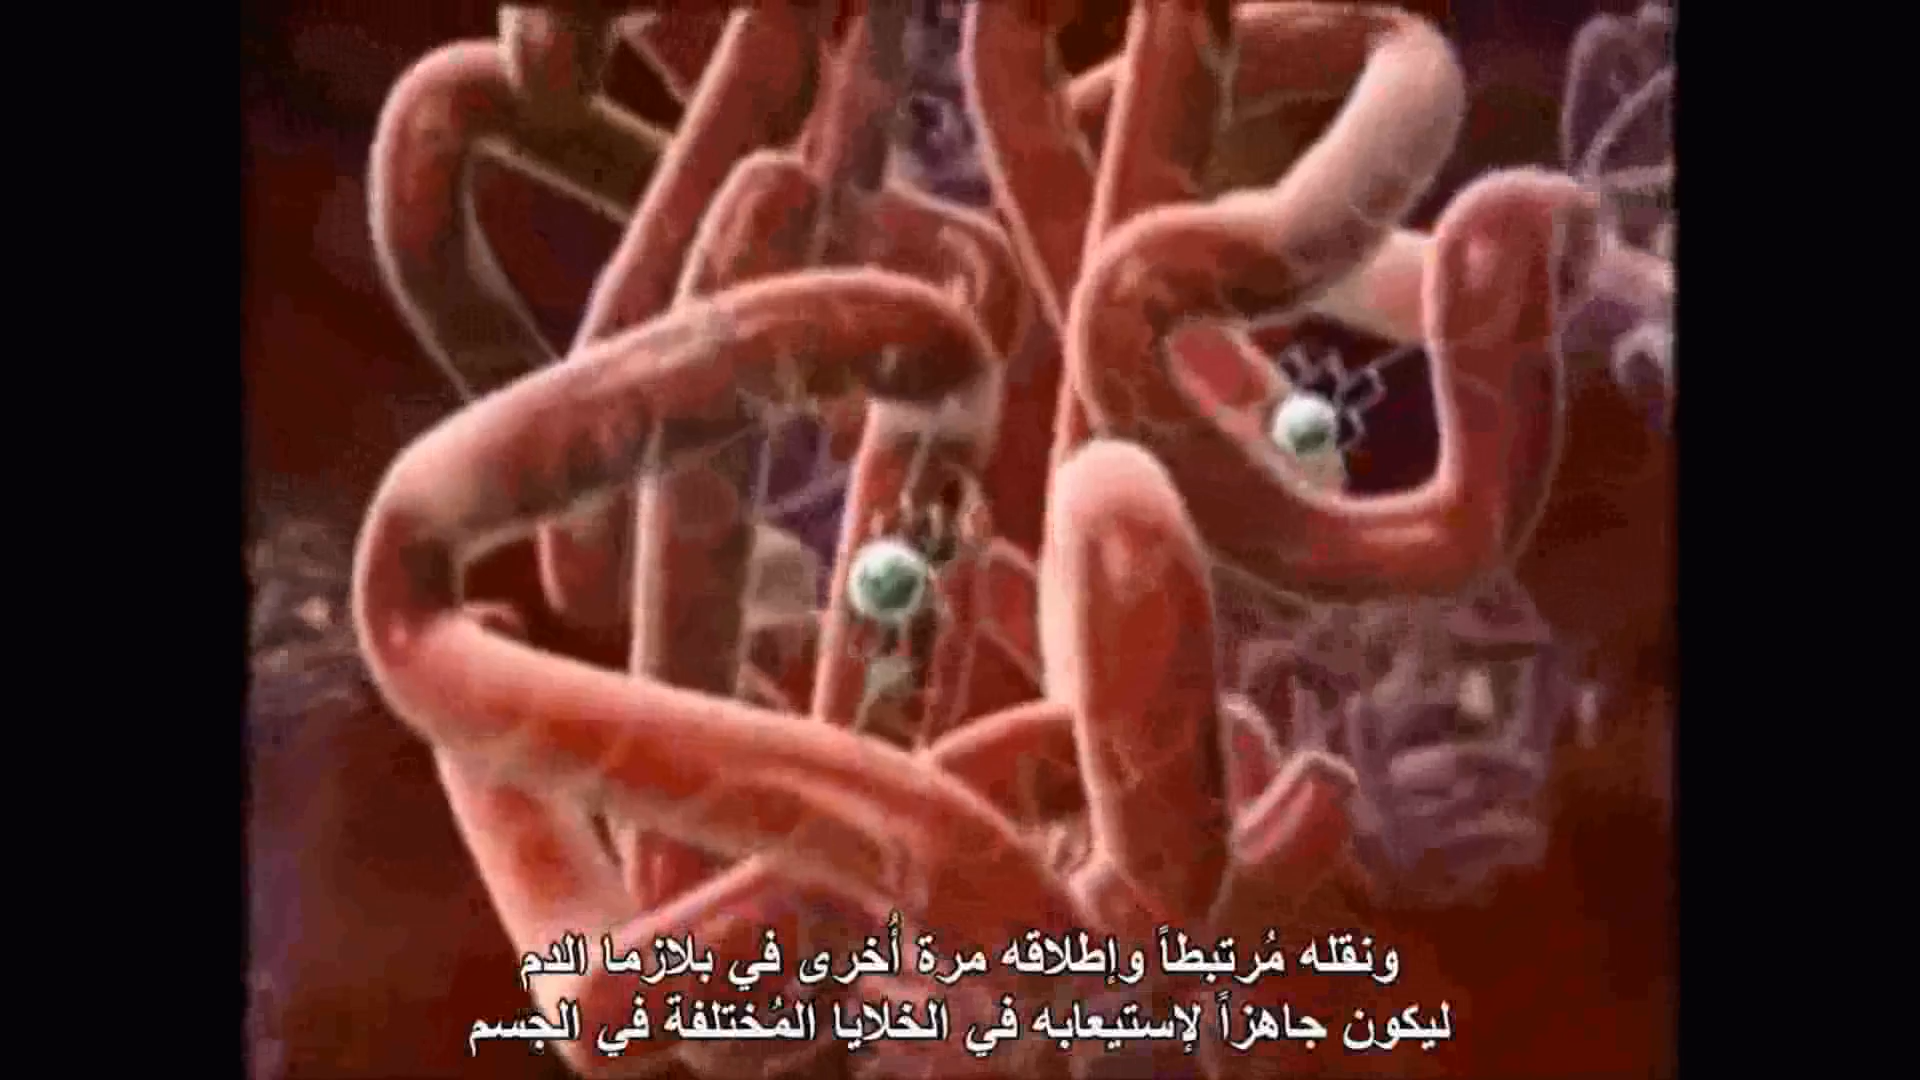 ونقله مُرتبطاً وإطلاقه مرة أُخرى في بلازما الدم
ليكون جاهزاً لإستيعابه في الخلايا المُختلفة في الجسم